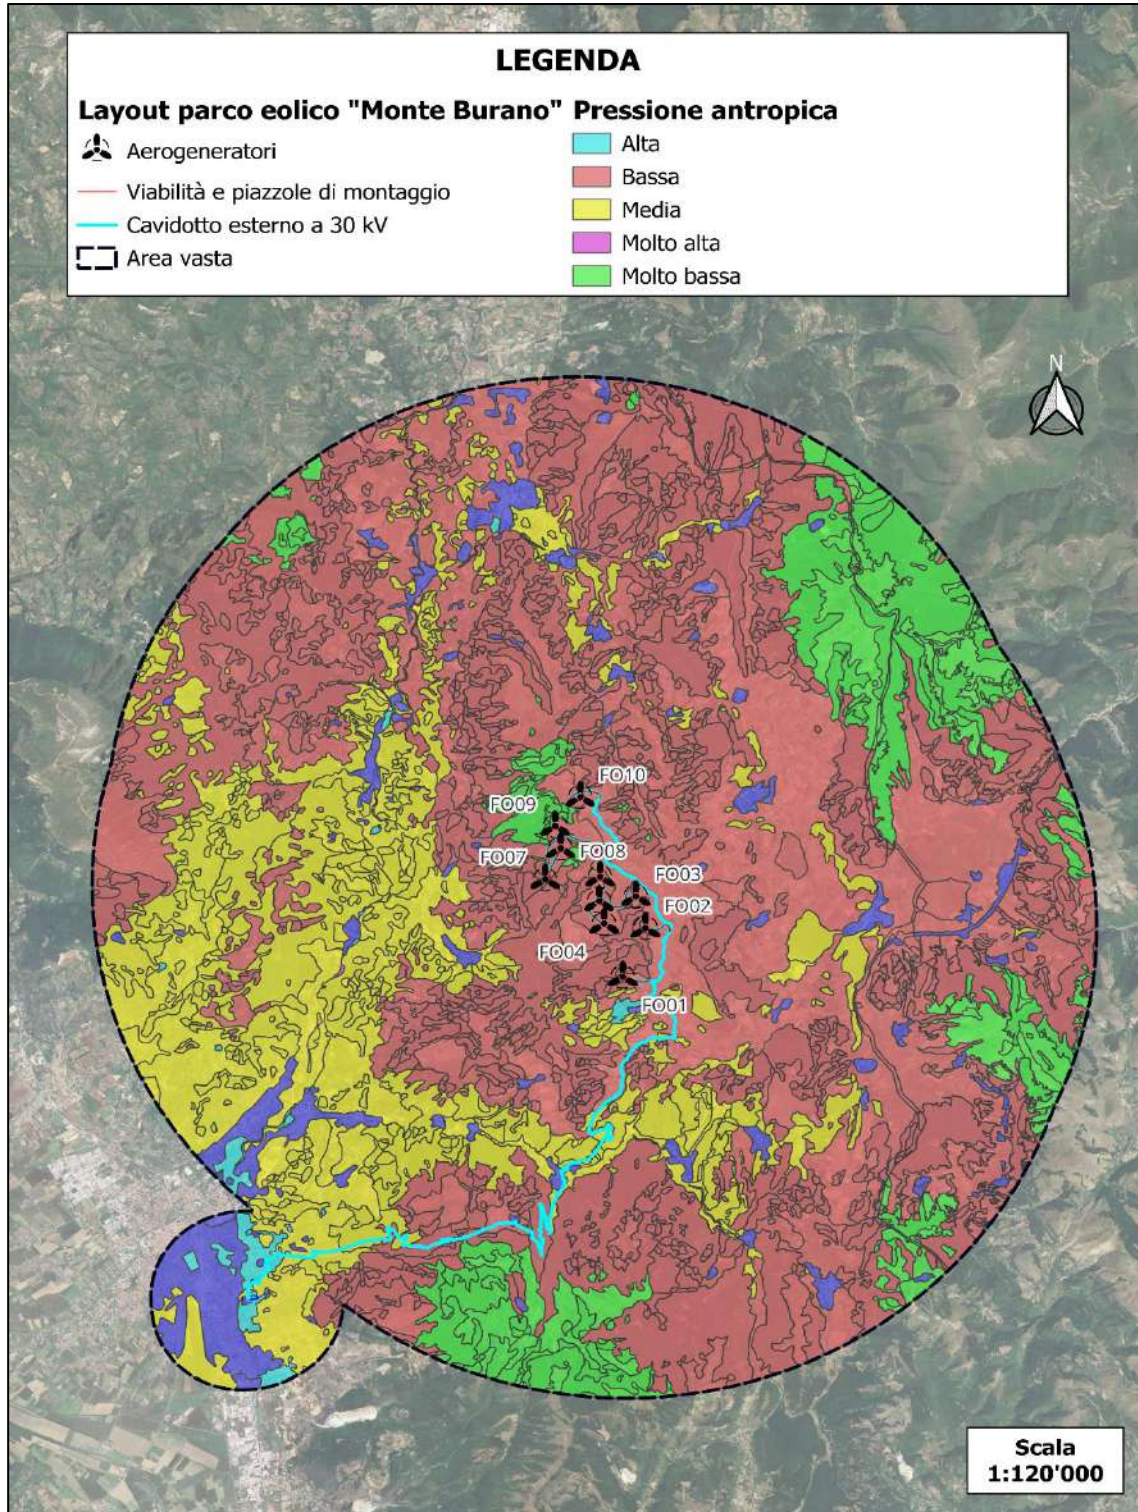 LEGENDA
Layout parco eolico "Monte Burano"
Aerogeneratori
Viabilità e piazzole di montaggio
Cavidotto esterno a 30 kV
Area vasta
Pressione antropica
Alta
Bassa
Media
Molto alta
Molto bassa
N
FO10
FO09
FO07
FO08
FO03
FO02
FO04
FO01
Scala
1:120'000